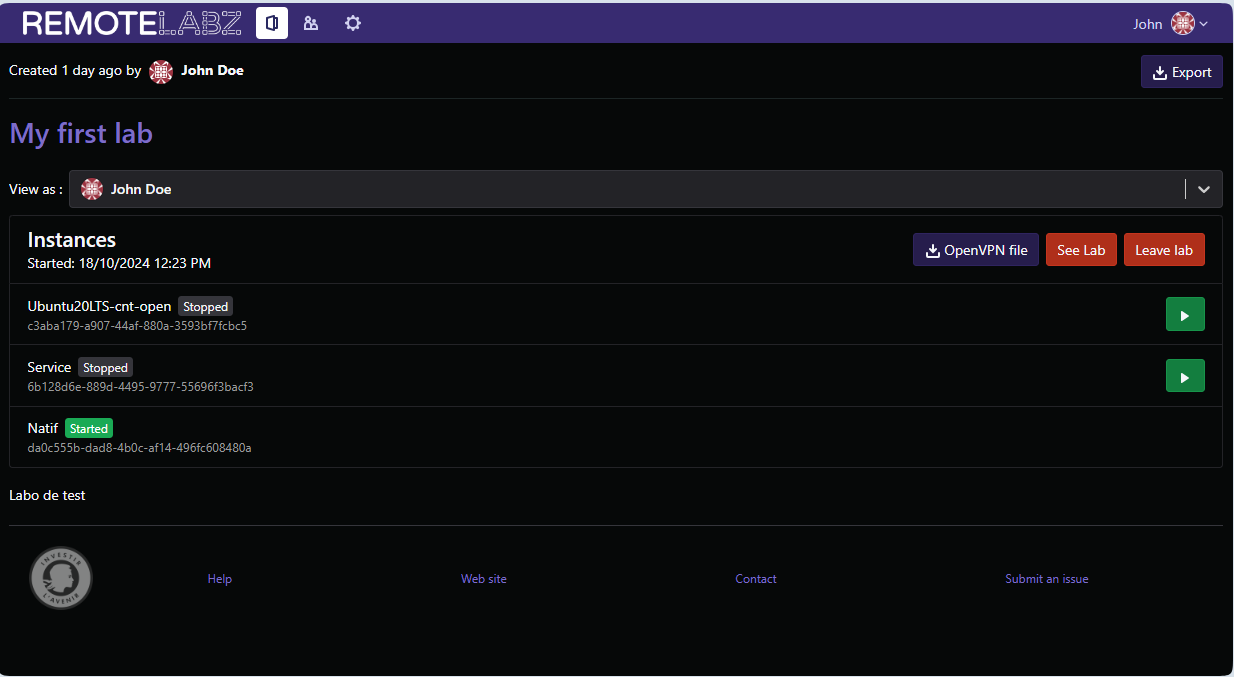 REMOTELABZ
John
Created 1 day ago by John Doe
Export
My first lab
View as : John Doe
Instances
Started: 18/10/2024 12:23 PM
OpenVPN file See Lab Leave lab
Ubuntu20LTS-cnt-open Stopped
c3aba179-a907-44af-880a-3593bf7fcbc5
Service Stopped
6b128d6e-889d-4495-9777-55696f3bacf3
Natif Started
da0c555b-dad8-4b0c-af14-496fc608480a
Labo de test
INVESTIR
L'AVENIR
Help Web site Contact Submit an issue